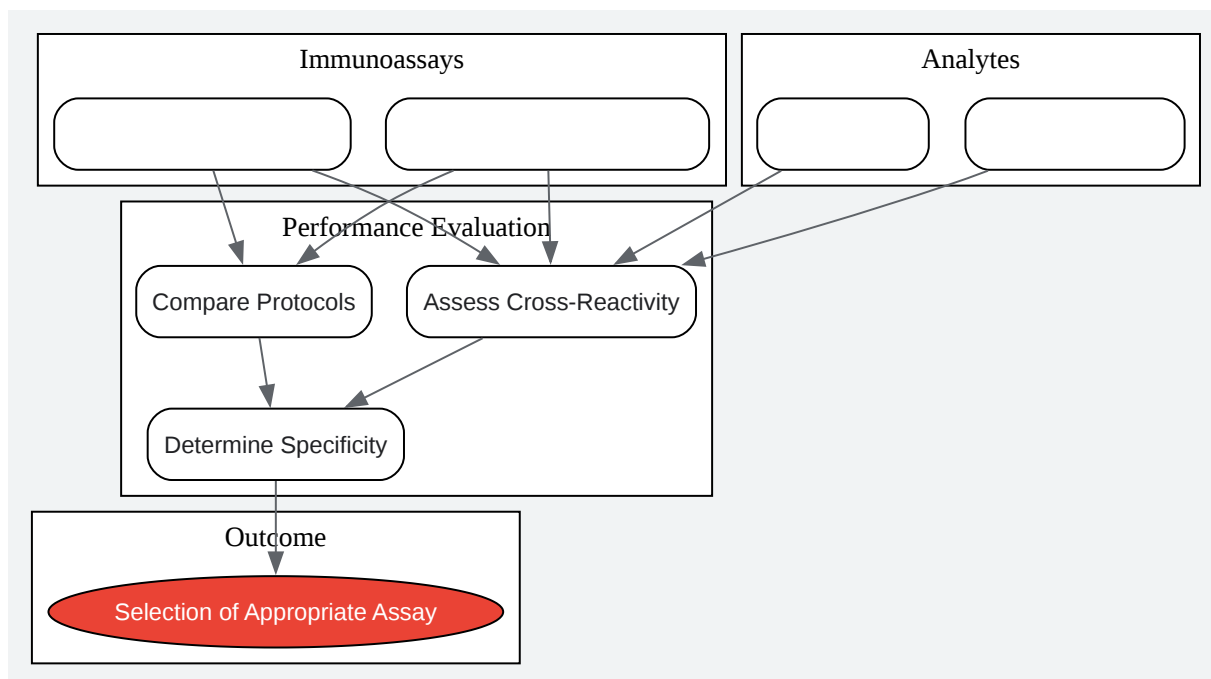 Immunoassays
Analytes
Performance Evaluation
Compare Protocols
Assess Cross-Reactivity
Determine Specificity
Outcome
Selection of Appropriate Assay